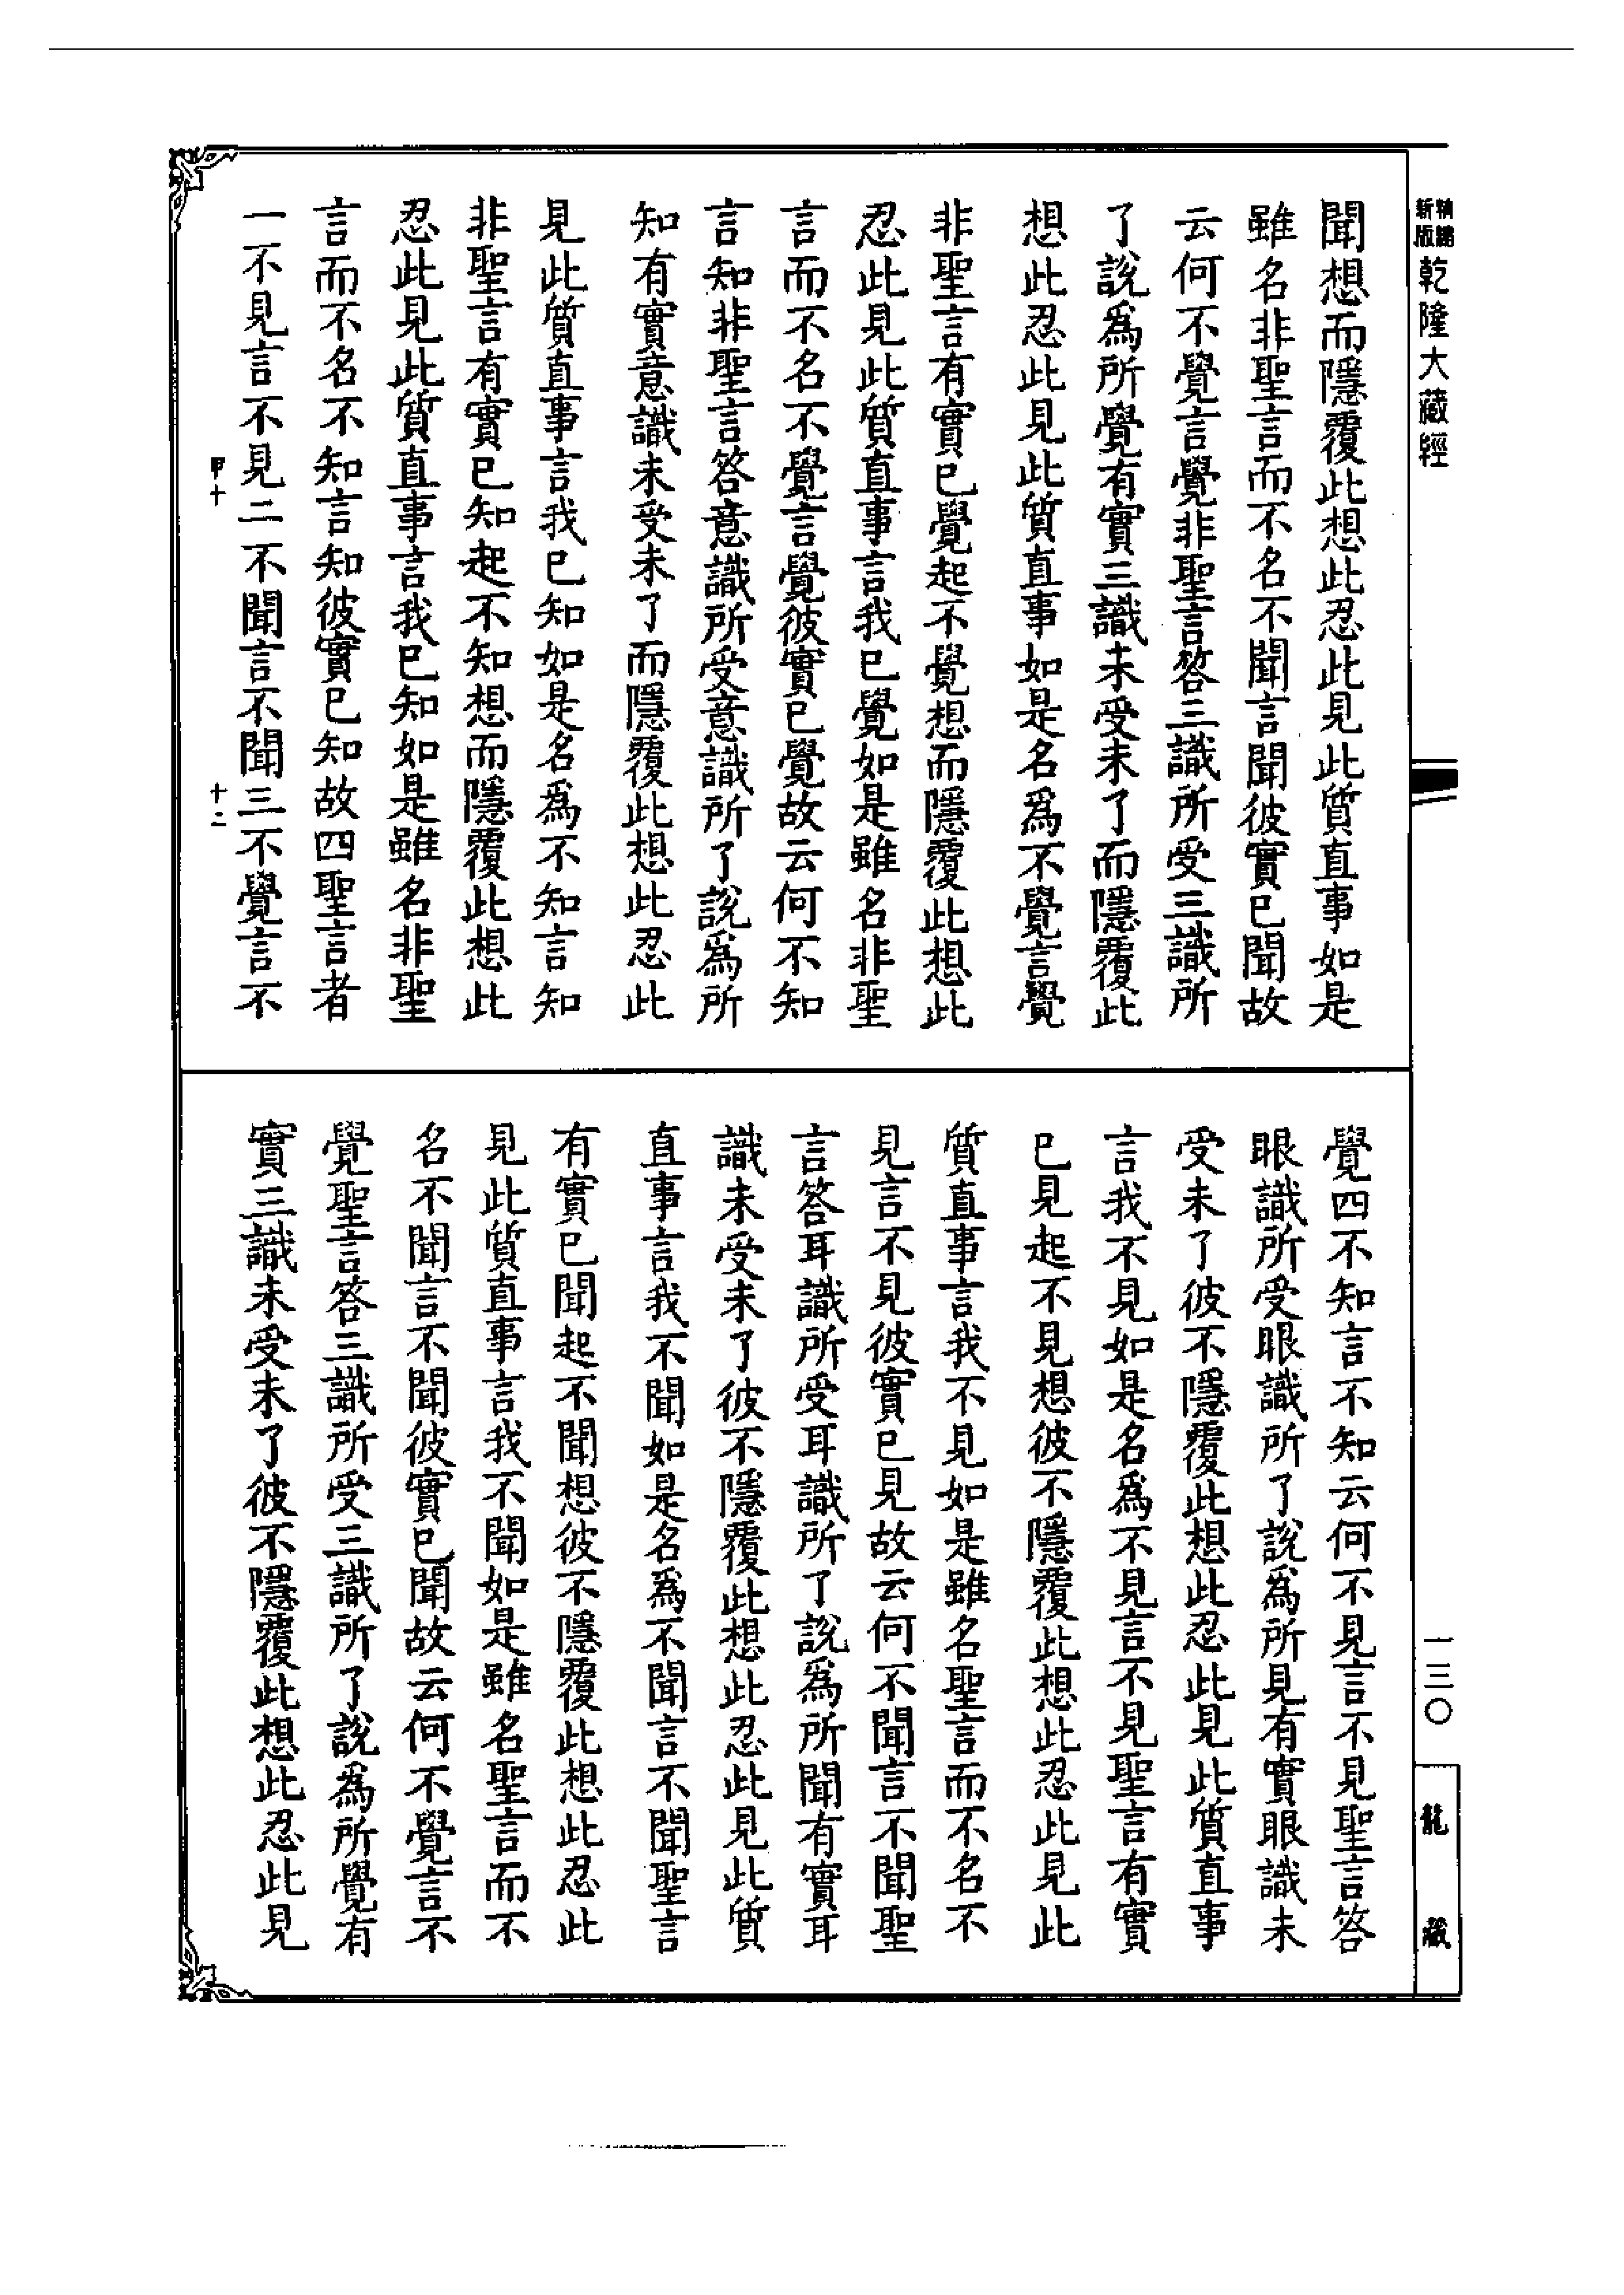 精繕新版乾隆大藏經
聞想而隱覆此想此忍此見此質直事如是
雖名非聖言而不名不聞言聞彼實已聞故
云何不覺言覺非聖言答三識所受三識所
了說為所覺有實三識未受未了而隱覆此
想此忍此見此質直事如是名為不覺言覺
非聖言有實已覺起不覺想而隱覆此想此
忍此見此質直事言我已覺如是雖名非聖
言而不名不覺言覺彼實已覺故云何不知
言知非聖言答意識所受意識所了說為所
知有實意識未受未了而隱覆此想此忍此
見此質直事言我已知如是名為不知言知
非聖言有實已知起不知想而隱覆此想此
忍此見此質直事言我已知如是雖名非聖
言而不名不知言知彼實已知故四聖言者
一不見言不見二不聞言不聞三不覺言不
甲十 十二
覺四不知言不知云何不見言不見聖言答
眼識所受眼識所了說為所見有實眼識未
受未了彼不隱覆此想此忍此見此質直事
言我不見如是名為不見言不見聖言有實
已見起不見想彼不隱覆此想此忍此見此
質直事言我不見如是雖名聖言而不名不
見言不見彼實已見故云何不聞言不聞聖
言答耳識所受耳識所了說為所聞有實耳
識未受未了彼不隱覆此想此忍此見此質
直事言我不聞如是名為不聞言不聞聖言
有實已聞起不聞想彼不隱覆此想此忍此
見此質直事言我不聞如是雖名聖言而不
名不聞言不聞彼實已聞故云何不覺言不
覺聖言答三識所受三識所了說為所覺有
實三識未受未了彼不隱覆此想此忍此見
一三〇
龍藏